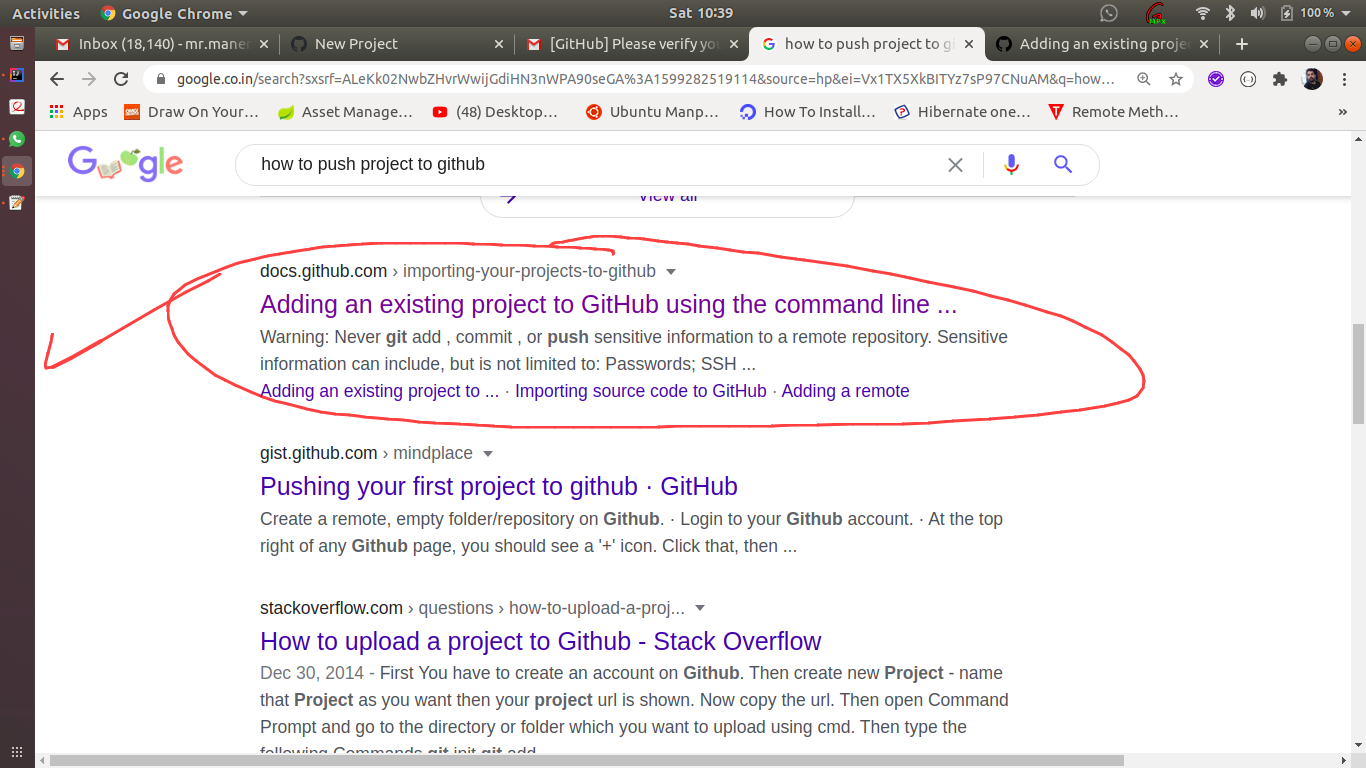 Activities Google Chrome Sat 10:39 100 %
Inbox (18,140) - mr.maner New Project [GitHub] Please verify you how to push project to gi Adding an existing projec
google.co.in/search?sxsrf=ALeKk02NwbZHvrWwijGdiHN3nWPA90seGA%3A1599282519114&source=hp&ei=Vx1TX5XkBITYz7sP97CNuAM&q=how...
Apps Draw On Your... Asset Manage... (48) Desktop... Ubuntu Manp... How To Install... Hibernate one... Remote Meth... »
Google how to push project to github
View all
docs.github.com › importing-your-projects-to-github
Adding an existing project to GitHub using the command line ...
Warning: Never git add , commit , or push sensitive information to a remote repository. Sensitive
information can include, but is not limited to: Passwords; SSH ...
Adding an existing project to ... · Importing source code to GitHub · Adding a remote
gist.github.com › mindplace
Pushing your first project to github · GitHub
Create a remote, empty folder/repository on Github. · Login to your Github account. · At the top
right of any Github page, you should see a '+' icon. Click that, then ...
stackoverflow.com › questions › how-to-upload-a-proj...
How to upload a project to Github - Stack Overflow
Dec 30, 2014 - First You have to create an account on Github. Then create new Project - name
that Project as you want then your project url is shown. Now copy the url. Then open Command
Prompt and go to the directory or folder which you want to upload using cmd. Then type the
following Commands git init git add